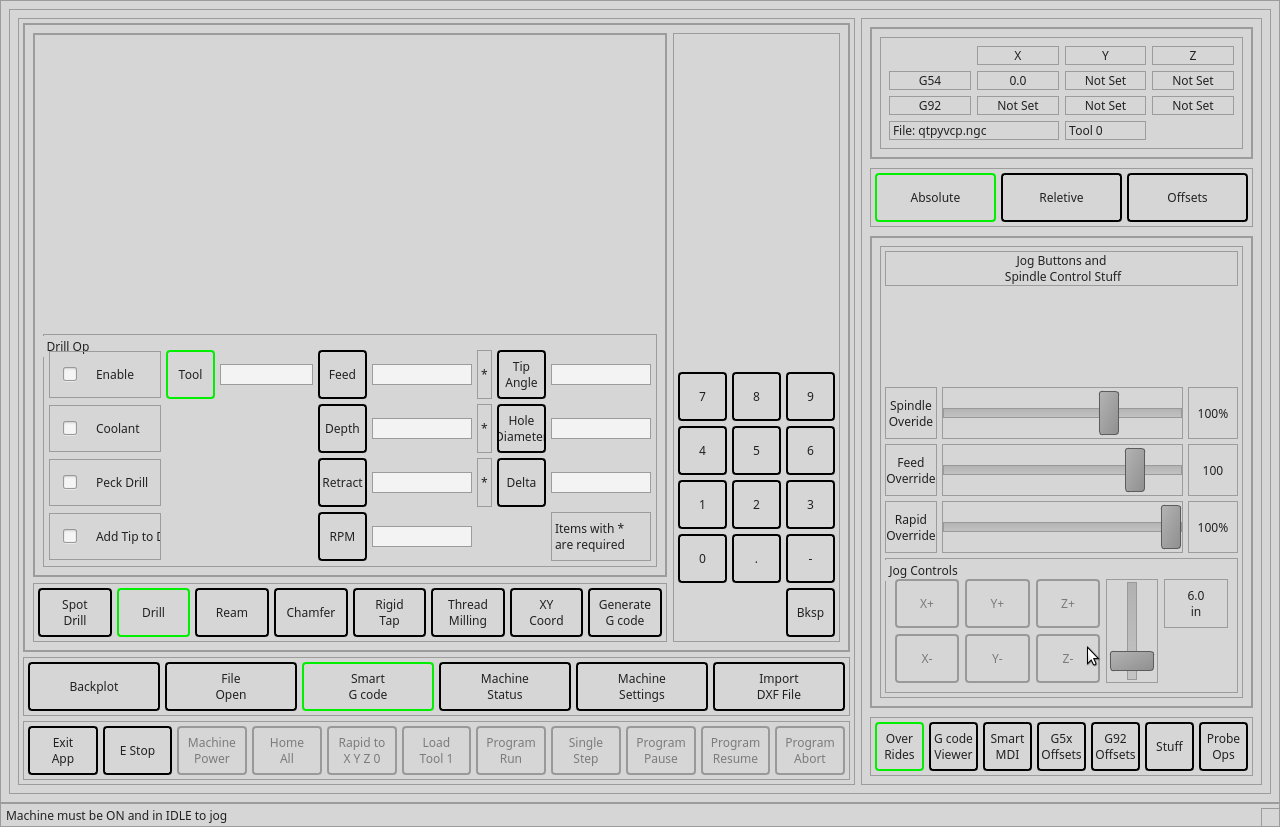 X Y Z
G54 0.0 Not Set Not Set
G92 Not Set Not Set Not Set
File: qtpyvcp.ngc Tool 0
Absolute Reletive Offsets
Jog Buttons and
Spindle Control Stuff
Spindle
Overide
100%
Feed
Override
100
Rapid
Override
100%
Jog Controls
X+ Y+ Z+
6.0
in
X- Y- Z-
Over
Rides
G code
Viewer
Smart
MDI
G5x
Offsets
G92
Offsets
Stuff
Probe
Ops
Drill Op
Enable Tool Feed *
Tip
Angle
Coolant Depth *
Hole
Diameter
Peck Drill Retract * Delta
Add Tip to D RPM
Items with *
are required
7 8 9
4 5 6
1 2 3
0 . -
Bksp
Spot
Drill
Drill
Ream
Chamfer
Rigid
Tap
Thread
Milling
XY
Coord
Generate
G code
Backplot
File
Open
Smart
G code
Machine
Status
Machine
Settings
Import
DXF File
Exit
App
E Stop
Machine
Power
Home
All
Rapid to
X Y Z 0
Load
Tool 1
Program
Run
Single
Step
Program
Pause
Program
Resume
Program
Abort
Machine must be ON and in IDLE to jog